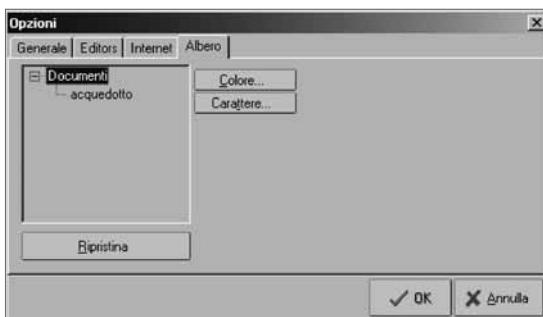 Opzioni
Generale Editors Internet Albero
Documenti
acquedotto
Colore...
Carattere...
Ripristina
OK Annulla